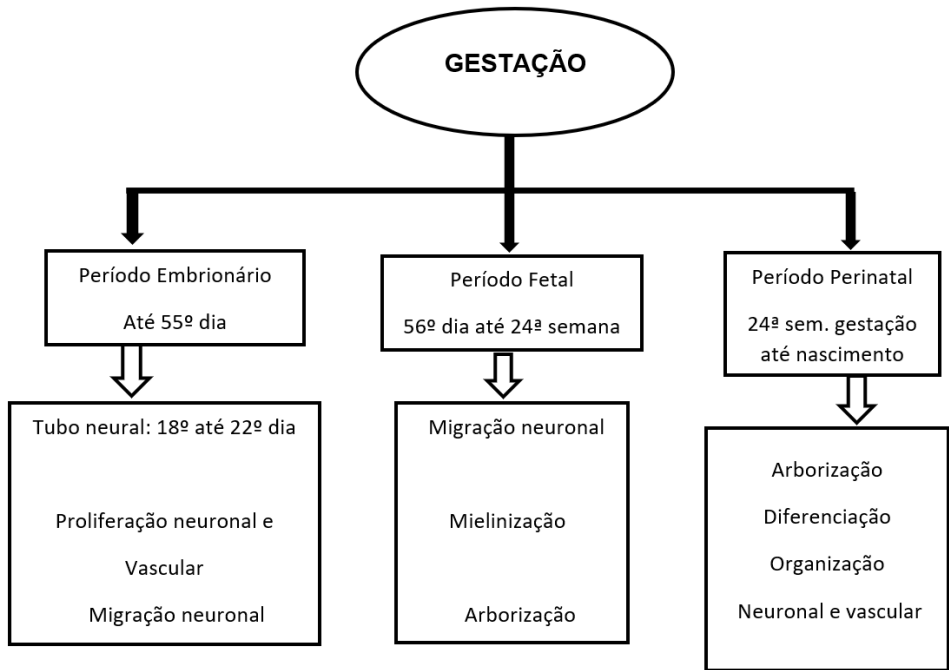 GESTAÇÃO
Período Embrionário
Até 55º dia
Tubo neural: 18º até 22º dia
Proliferação neuronal e
Vascular
Migração neuronal
Período Fetal
56º dia até 24ª semana
Migração neuronal
Mielinização
Arborização
Período Perinatal
24ª sem. gestação
até nascimento
Arborização
Diferenciação
Organização
Neuronal e vascular